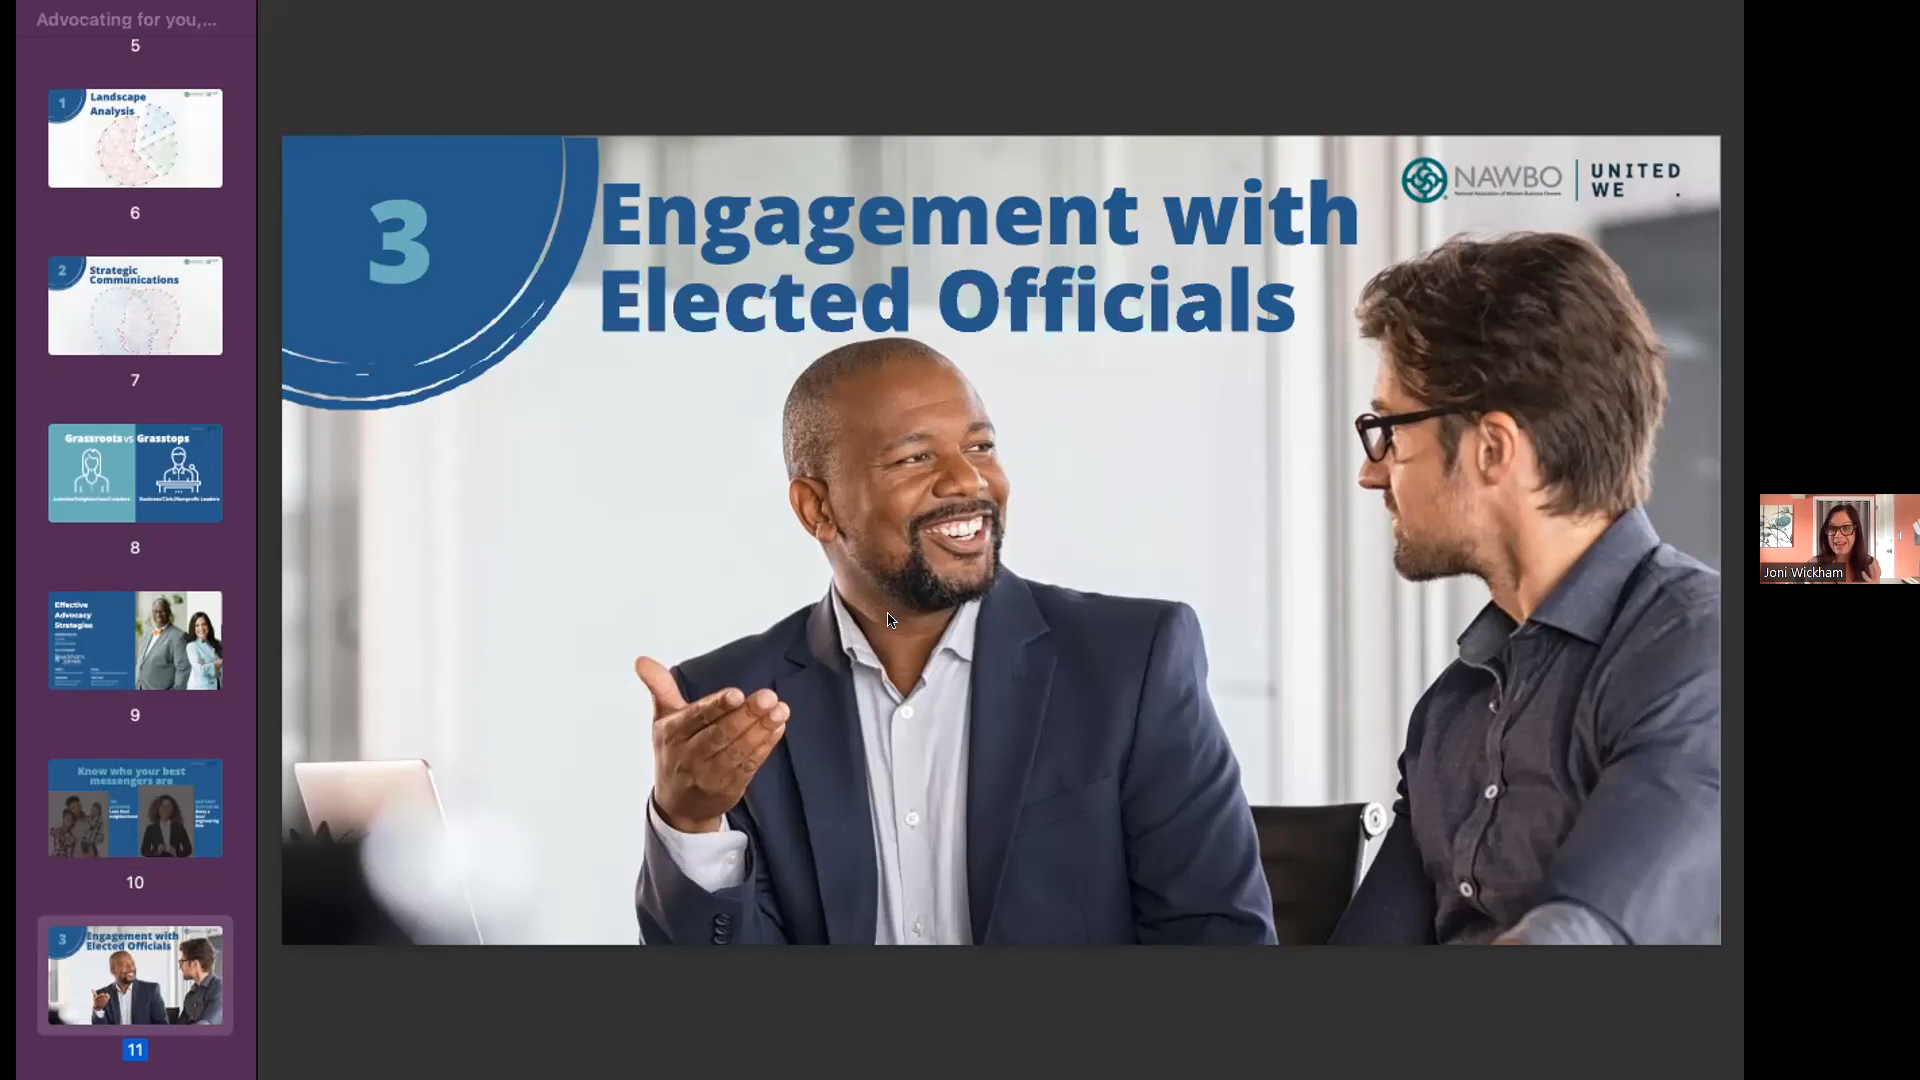 Advocating for you,...
5
1
Landscape
Analysis
6
2
Strategic
Communications
7
Grassroots vs Grasstops
8
Effective
Advocacy
Strategies
9
Know who your best
messengers are
10
3
Engagement with
Elected Officials
11
3
Engagement with
Elected Officials
NAWBO
National Association of Women Business Owners
UNITED
WE
Joni Wickham